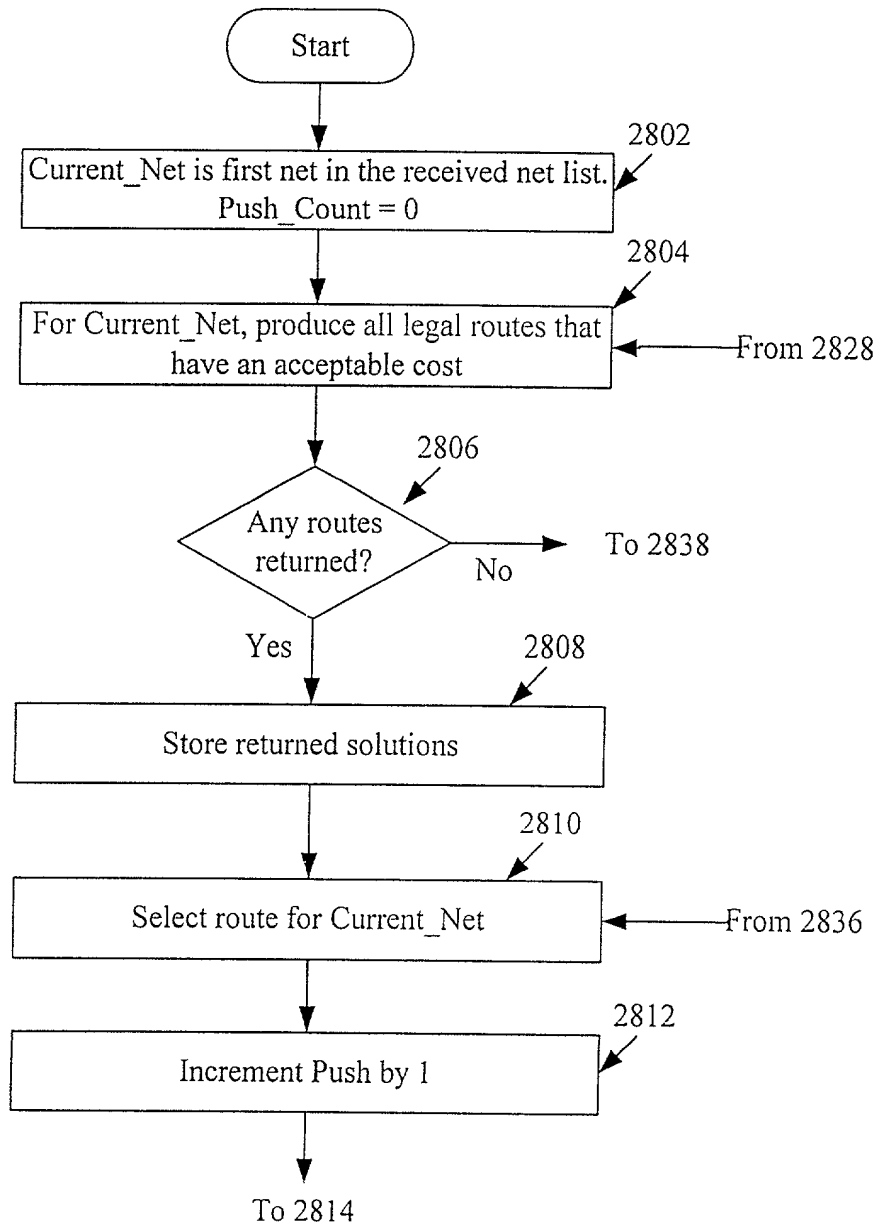 Start
2802
Current_Net is first net in the received net list.
Push_Count = 0
2804
For Current_Net, produce all legal routes that
have an acceptable cost
From 2828
2806
Any routes
returned?
No
To 2838
Yes
2808
Store returned solutions
2810
Select route for Current_Net
From 2836
2812
Increment Push by 1
To 2814